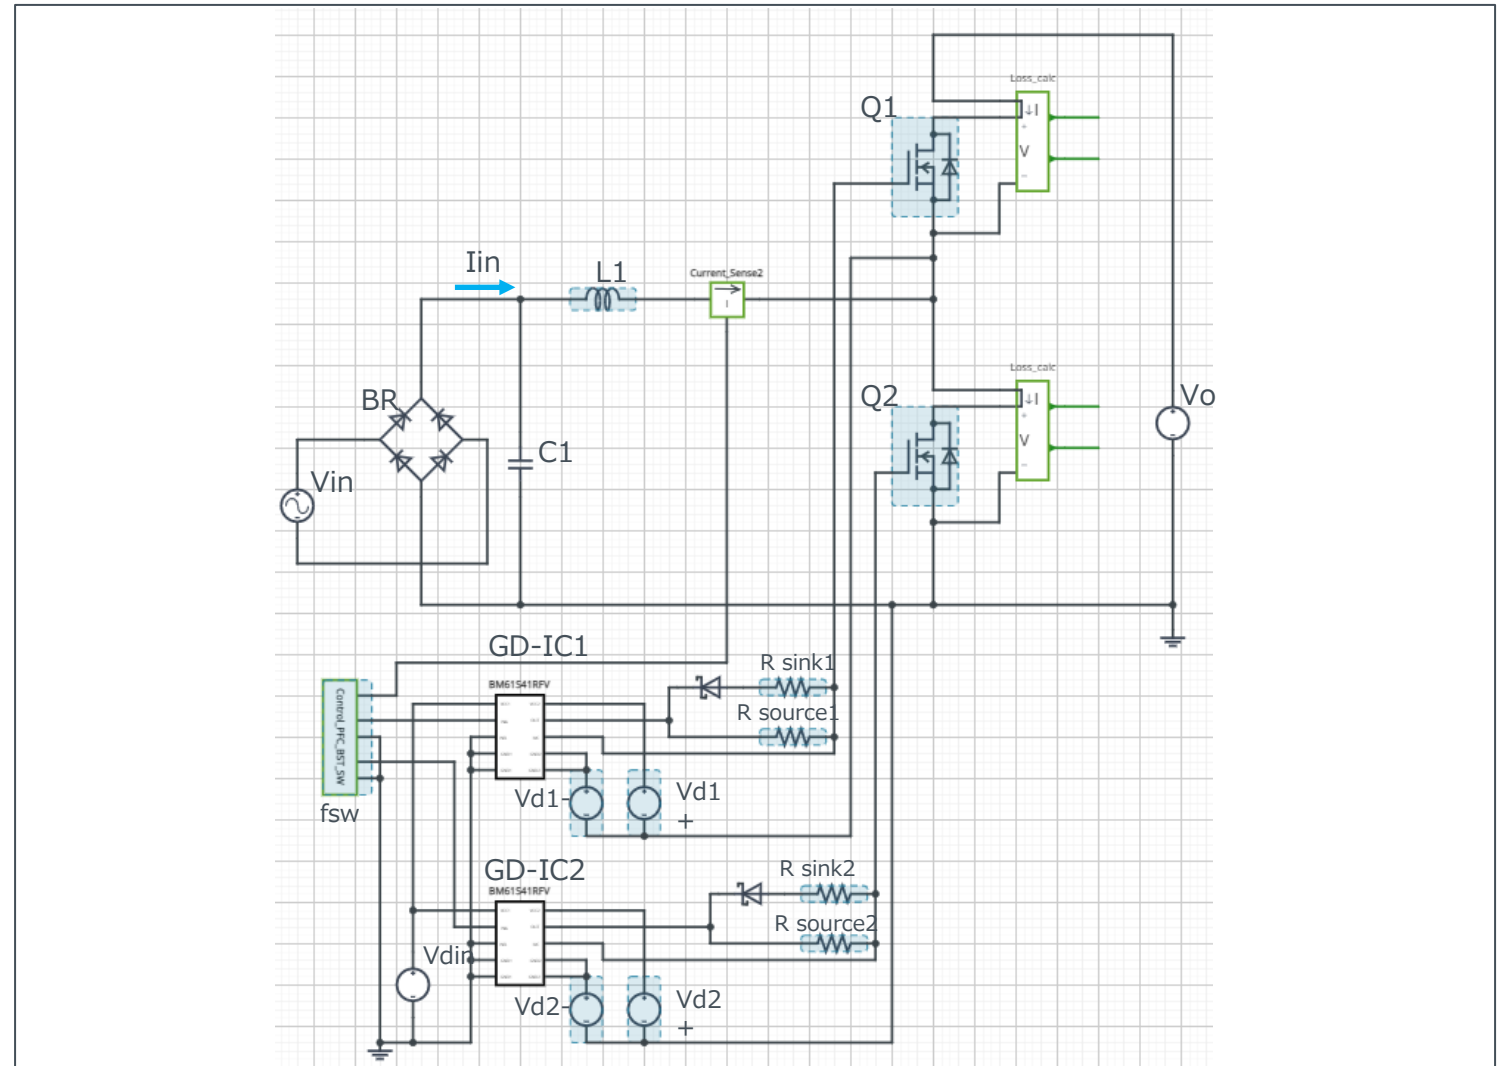 Loss_calc
Q1
↓I
+
V
−
Iin
L1
Current_Sense2
I
Loss_calc
BR
Q2
↓I
+
V
−
Vo
C1
Vin
GD-IC1
R sink1
BM61S41RFV
R source1
Control_PFC_BST_SW
Vd1-
Vd1
+
fsw
GD-IC2
R sink2
BM61S41RFV
R source2
Vdin
Vd2-
Vd2
+